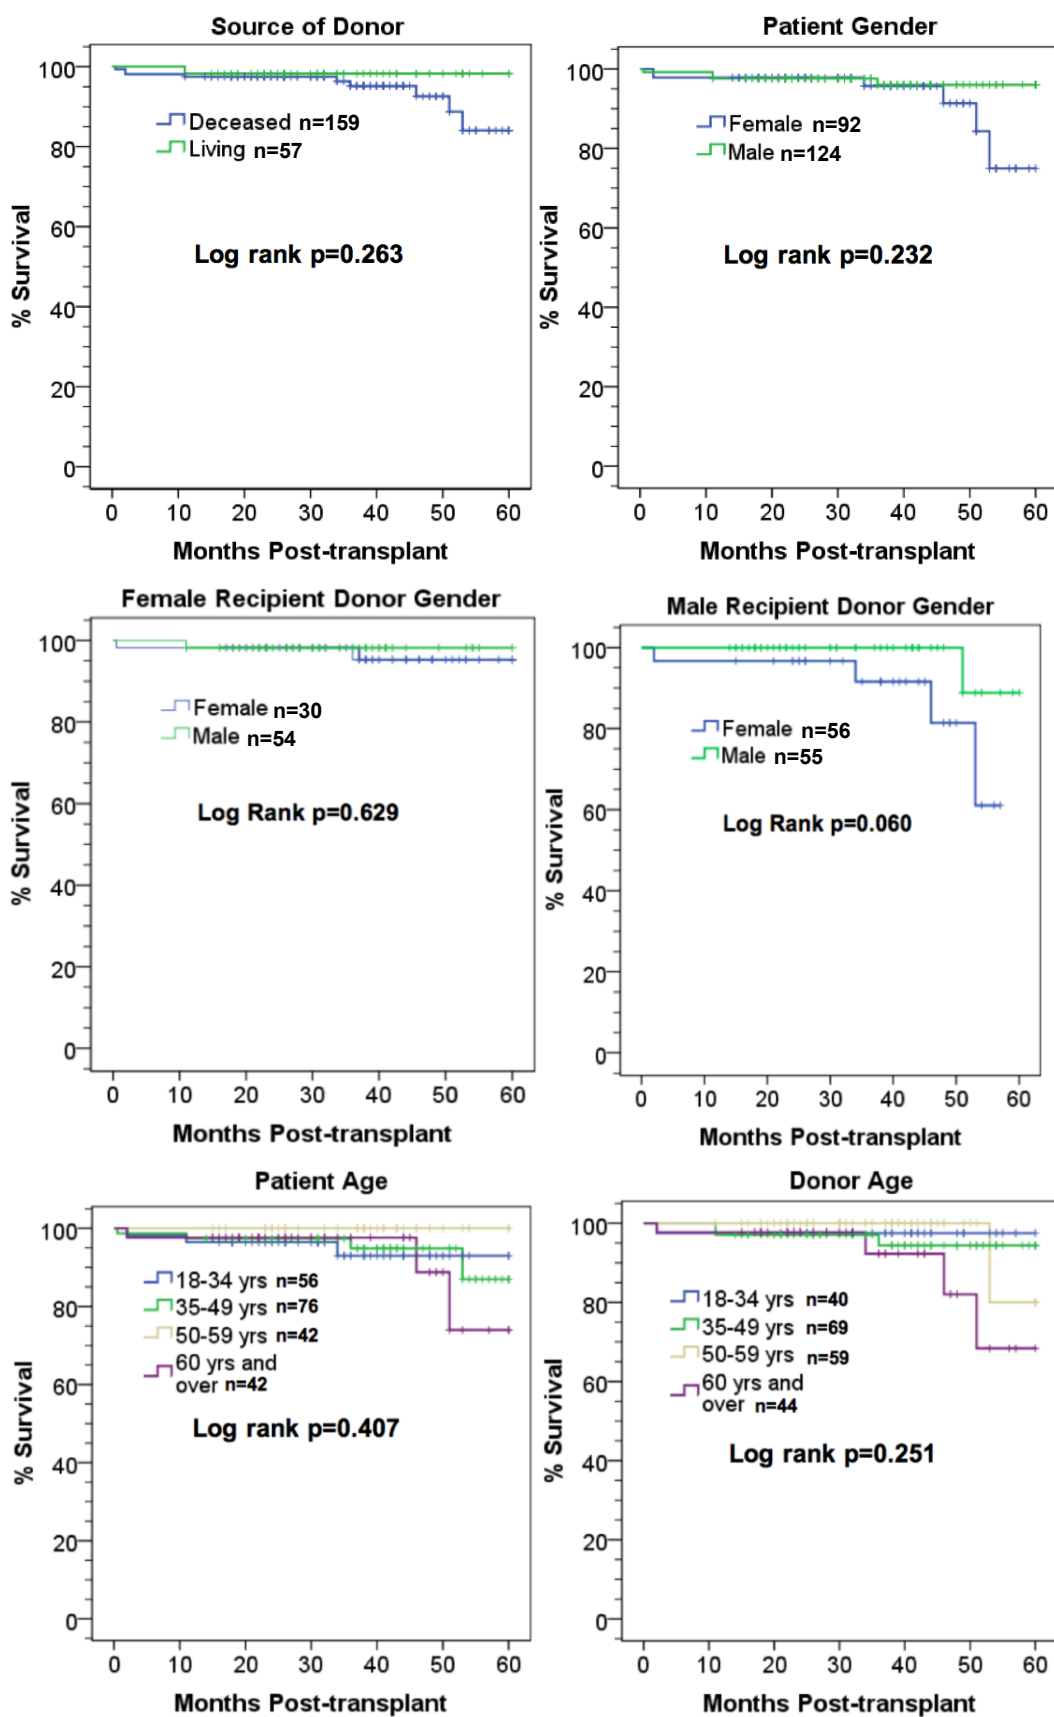 Source of Donor
100
80
60
40
20
0
% Survival
Deceased n=159
Living n=57
Log rank p=0.263
0 10 20 30 40 50 60
Months Post-transplant
Patient Gender
100
80
60
40
20
0
% Survival
Female n=92
Male n=124
Log rank p=0.232
0 10 20 30 40 50 60
Months Post-transplant
Female Recipient Donor Gender
100
80
60
40
20
0
% Survival
Female n=30
Male n=54
Log Rank p=0.629
0 10 20 30 40 50 60
Months Post-transplant
Male Recipient Donor Gender
100
80
60
40
20
0
% Survival
Female n=56
Male n=55
Log Rank p=0.060
0 10 20 30 40 50 60
Months Post-transplant
Patient Age
100
80
60
40
20
0
% Survival
18-34 yrs n=56
35-49 yrs n=76
50-59 yrs n=42
60 yrs and
over n=42
Log rank p=0.407
0 10 20 30 40 50 60
Months Post-transplant
Donor Age
100
80
60
40
20
0
% Survival
18-34 yrs n=40
35-49 yrs n=69
50-59 yrs n=59
60 yrs and
over n=44
Log rank p=0.251
0 10 20 30 40 50 60
Months Post-transplant